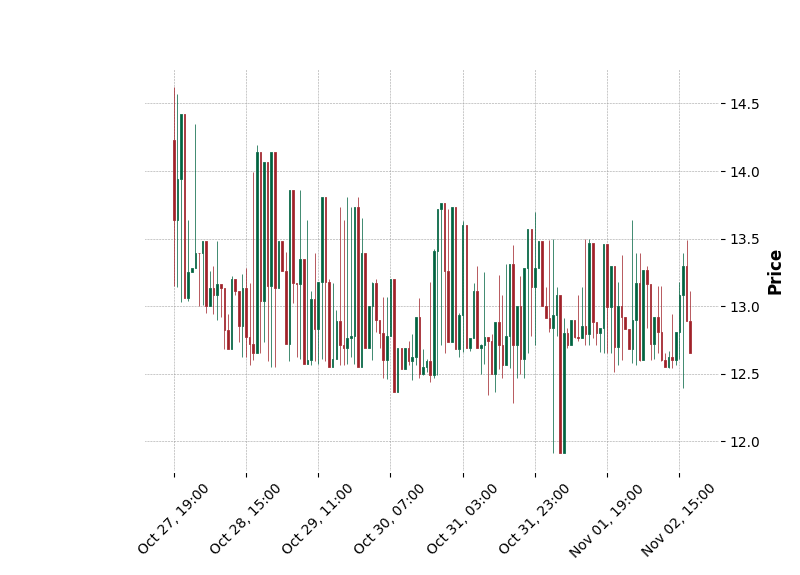 14.5
14.0
13.5
13.0
12.5
12.0
Price
Oct 27, 19:00
Oct 28, 15:00
Oct 29, 11:00
Oct 30, 07:00
Oct 31, 03:00
Oct 31, 23:00
Nov 01, 19:00
Nov 02, 15:00